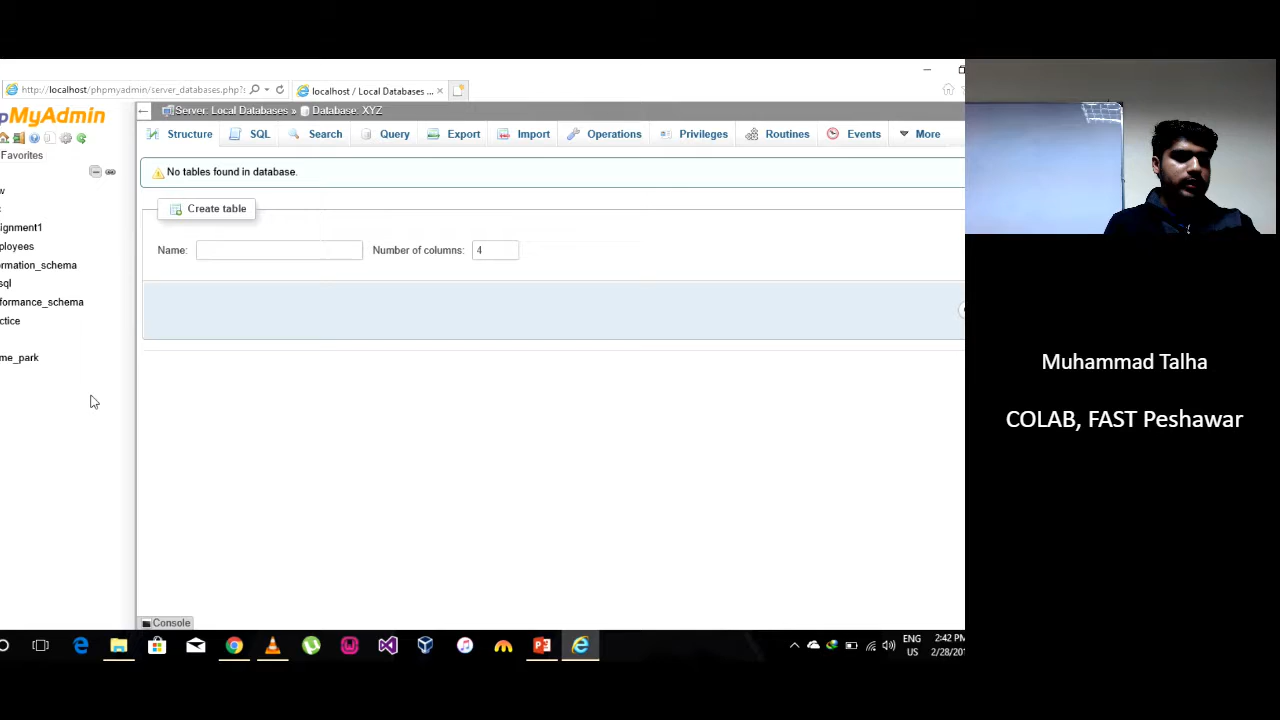 http://localhost/phpmyadmin/server_databases.php?s
localhost / Local Databases ...
pMyAdmin
Server: Local Databases » Database: XYZ
Structure SQL Search Query Export Import Operations Privileges Routines Events More
Favorites
No tables found in database.
w
ignment1
ployees
ormation_schema
sql
formance_schema
ctice
me_park
Create table
Name: Number of columns: 4
Console
ENG
US
2:42 PM
2/28/201
Muhammad Talha
COLAB, FAST Peshawar